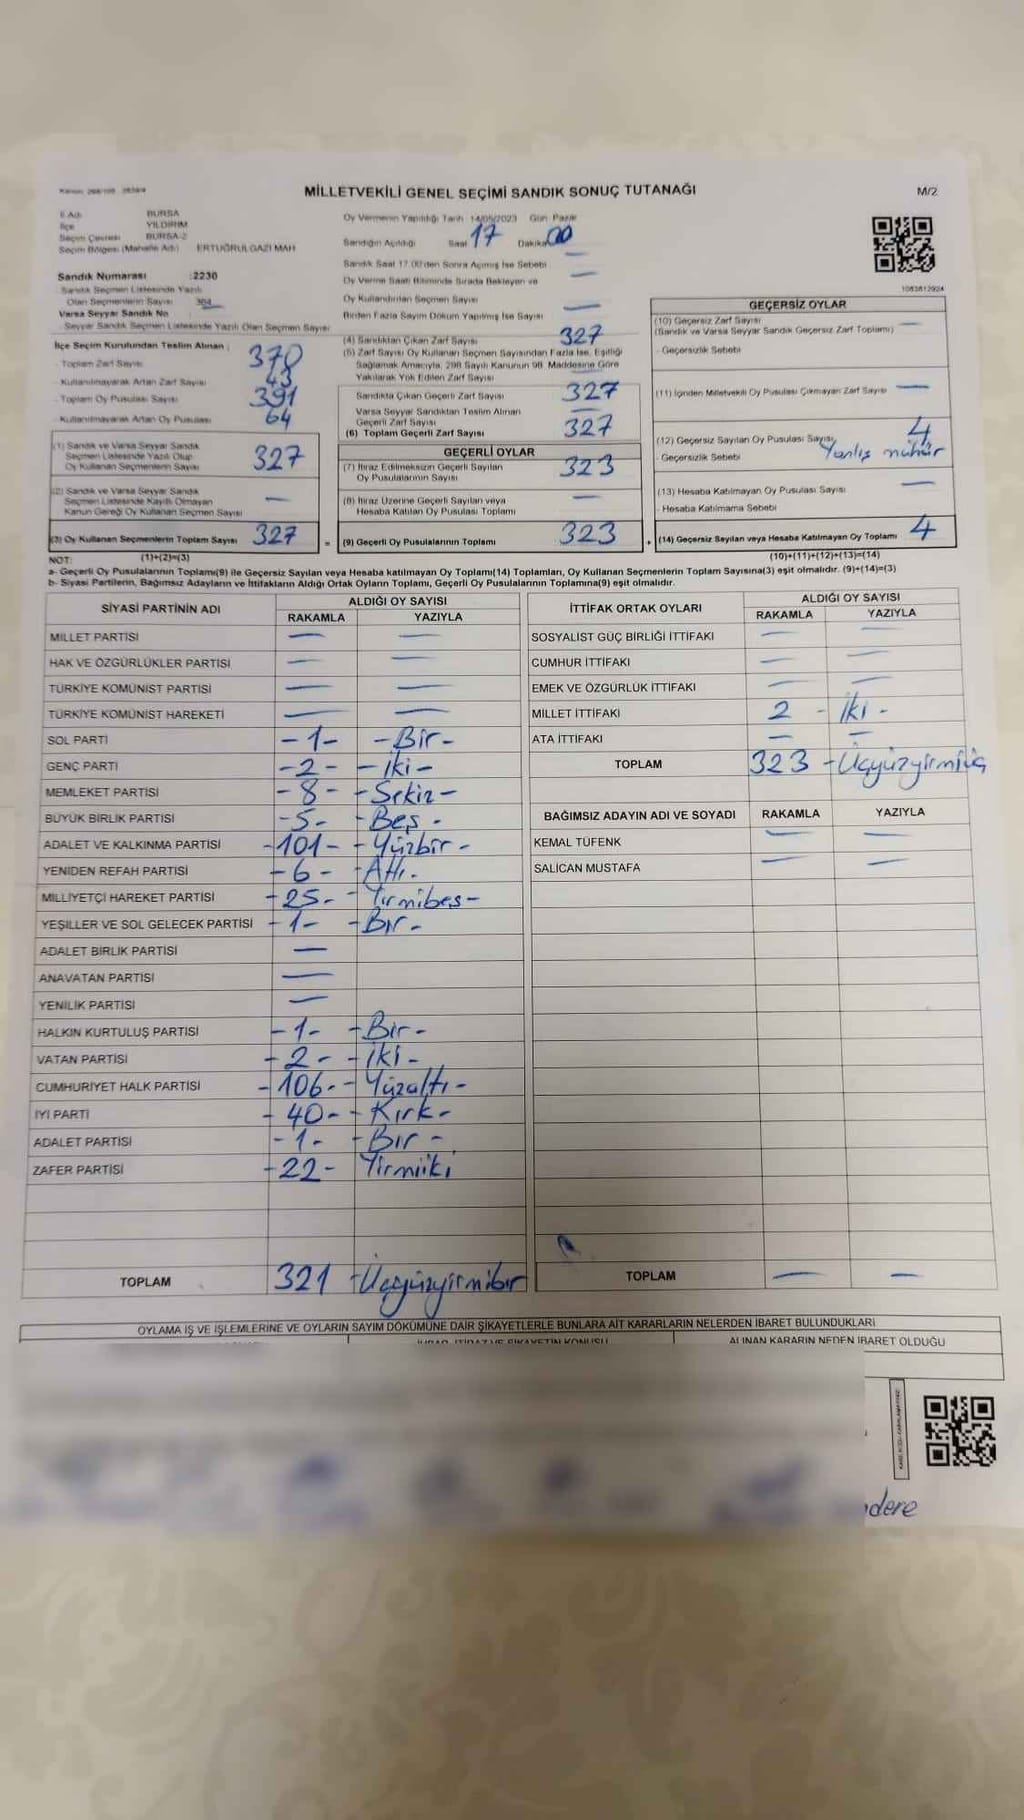 MİLLETVEKİLİ GENEL SEÇİMİ SANDIK SONUÇ TUTANAĞI
M/2
İl Adı BURSA
İlçe YILDIRIM
Seçim Çevresi BURSA-2
Seçim Bölgesi (Mahalle Adı) ERTUĞRULGAZİ MAH
Sandık Numarası :2230
Sandık Seçmen Listesinde Yazılı
Olan Seçmenlerin Sayısı
Varsa Seyyar Sandık No
Seyyar Sandık Seçmen Listesinde Yazılı Olan Seçmen Sayısı
İlçe Seçim Kurulundan Teslim Alınan :
- Toplam Zarf Sayısı 370
- Kullanılmayarak Artan Zarf Sayısı 43
- Toplam Oy Pusulası Sayısı 391
- Kullanılmayarak Artan Oy Pusulası 64
(1) Sandık ve Varsa Seyyar Sandık
Seçmen Listesinde Yazılı Olup
Oy Kullanan Seçmenlerin Sayısı 327
(2) Sandık ve Varsa Seyyar Sandık
Seçmen Listesinde Kayıtlı Olmayan
Kanun Gereği Oy Kullanan Seçmen Sayısı —
(3) Oy Kullanan Seçmenlerin Toplam Sayısı 327
(1)+(2)=(3)
Oy Vermenin Yapıldığı Tarih 14/05/2023 Gün Pazar
Sandığın Açıldığı Saat 17 Dakika 00
Sandık Saat 17.00'den Sonra Açılmış İse Sebebi —
Oy Verme Saati Bitiminde Sırada Bekleyen ve
Oy Kullandırılan Seçmen Sayısı —
Birden Fazla Sayım Döküm Yapılmış İse Sayısı —
(4) Sandıktan Çıkan Zarf Sayısı 327
(5) Zarf Sayısı Oy Kullanan Seçmen Sayısından Fazla İse, Eşitliği
Sağlamak Amacıyla, 298 Sayılı Kanunun 98. Maddesine Göre
Yakılarak Yok Edilen Zarf Sayısı —
Sandıkta Çıkan Geçerli Zarf Sayısı 327
Varsa Seyyar Sandıktan Teslim Alınan
Geçerli Zarf Sayısı —
(6) Toplam Geçerli Zarf Sayısı 327
GEÇERLİ OYLAR
(7) İtiraz Edilmeksizin Geçerli Sayılan
Oy Pusulalarının Sayısı 323
(8) İtiraz Üzerine Geçerli Sayılan veya
Hesaba Katılan Oy Pusulası Toplamı —
= (9) Geçerli Oy Pusulalarının Toplamı 323
1083812924
GEÇERSİZ OYLAR
(10) Geçersiz Zarf Sayısı —
(Sandık ve Varsa Seyyar Sandık Geçersiz Zarf Toplamı)
- Geçersizlik Sebebi
(11) İçinden Milletvekili Oy Pusulası Çıkmayan Zarf Sayısı —
(12) Geçersiz Sayılan Oy Pusulası Sayısı 4
- Geçersizlik Sebebi Yanlış mühür
(13) Hesaba Katılmayan Oy Pusulası Sayısı —
- Hesaba Katılmama Sebebi
+ (14) Geçersiz Sayılan veya Hesaba Katılmayan Oy Toplamı 4
(10)+(11)+(12)+(13)=(14)
NOT:
a- Geçerli Oy Pusulalarının Toplamı(9) ile Geçersiz Sayılan veya Hesaba katılmayan Oy Toplamı(14) Toplamları, Oy Kullanan Seçmenlerin Toplam Sayısına(3) eşit olmalıdır. (9)+(14)=(3)
b- Siyasi Partilerin, Bağımsız Adayların ve İttifakların Aldığı Ortak Oyların Toplamı, Geçerli Oy Pusulalarının Toplamına(9) eşit olmalıdır.
SİYASİ PARTİNİN ADI ALDIĞI OY SAYISI
RAKAMLA YAZIYLA
MİLLET PARTİSİ — —
HAK VE ÖZGÜRLÜKLER PARTİSİ — —
TÜRKİYE KOMÜNİST PARTİSİ — —
TÜRKİYE KOMÜNİST HAREKETİ — —
SOL PARTİ -1- -Bir-
GENÇ PARTİ -2- -iki-
MEMLEKET PARTİSİ -8- -Sekiz-
BÜYÜK BİRLİK PARTİSİ -5- -Beş-
ADALET VE KALKINMA PARTİSİ -101- -Yüzbir-
YENİDEN REFAH PARTİSİ -6- -Altı-
MİLLİYETÇİ HAREKET PARTİSİ -25- -Yirmibeş-
YEŞİLLER VE SOL GELECEK PARTİSİ -1- -Bir-
ADALET BİRLİK PARTİSİ —
ANAVATAN PARTİSİ —
YENİLİK PARTİSİ —
HALKIN KURTULUŞ PARTİSİ -1- -Bir-
VATAN PARTİSİ -2- -iki-
CUMHURİYET HALK PARTİSİ -106- -Yüzaltı-
İYİ PARTİ -40- -Kırk-
ADALET PARTİSİ -1- -Bir-
ZAFER PARTİSİ -22- Yirmiiki
TOPLAM 321 -Üçyüzyirmibir
İTTİFAK ORTAK OYLARI ALDIĞI OY SAYISI
RAKAMLA YAZIYLA
SOSYALİST GÜÇ BİRLİĞİ İTTİFAKI — —
CUMHUR İTTİFAKI — —
EMEK VE ÖZGÜRLÜK İTTİFAKI — —
MİLLET İTTİFAKI 2 - İki -
ATA İTTİFAKI — —
TOPLAM 323 -Üçyüzyirmiüç
BAĞIMSIZ ADAYIN ADI VE SOYADI RAKAMLA YAZIYLA
KEMAL TÜFENK — —
SALİCAN MUSTAFA — —
TOPLAM — —
OYLAMA İŞ VE İŞLEMLERİNE VE OYLARIN SAYIM DÖKÜMÜNE DAİR ŞİKAYETLERLE BUNLARA AİT KARARLARIN NELERDEN İBARET BULUNDUKLARI
ALINAN KARARIN NEDEN İBARET OLDUĞU
dere